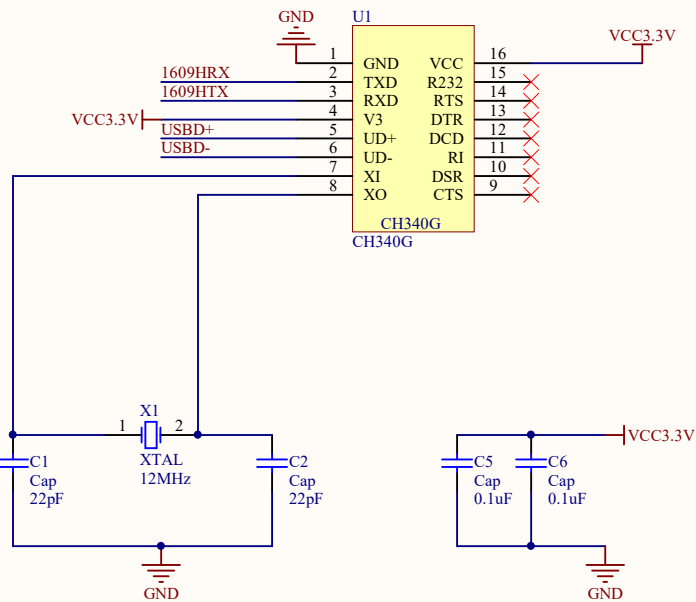 GND
U1
VCC3.3V
1 GND VCC 16
1609HRX 2 TXD R232 15
1609HTX 3 RXD RTS 14
VCC3.3V 4 V3 DTR 13
USBD+ 5 UD+ DCD 12
USBD- 6 UD- RI 11
7 XI DSR 10
8 XO CTS 9
CH340G
CH340G
X1
1 2
XTAL
12MHz
C1
Cap
22pF
C2
Cap
22pF
GND
VCC3.3V
C5
Cap
0.1uF
C6
Cap
0.1uF
GND